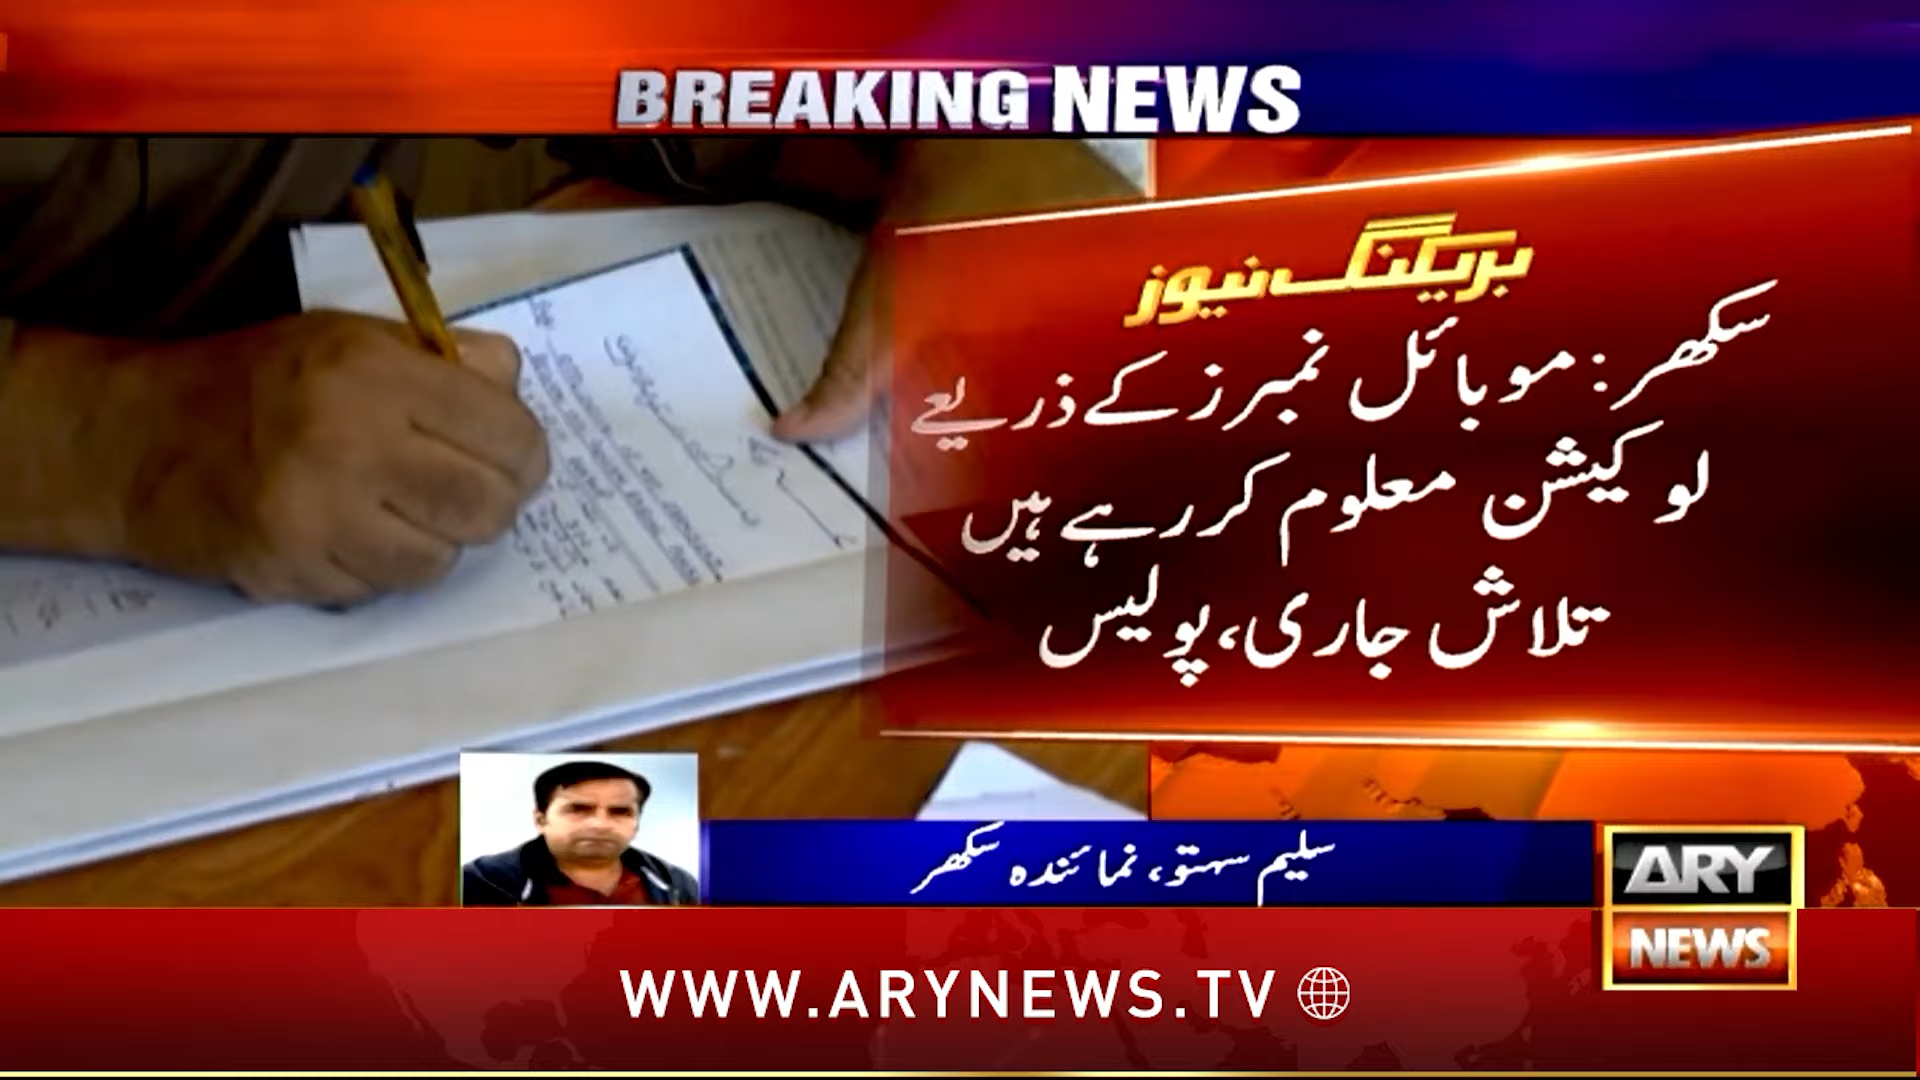 BREAKING NEWS
بریکنگ نیوز
سکھر: موبائل نمبرز کے ذریعے
لوکیشن معلوم کر رہے ہیں
تلاش جاری، پولیس
سلیم سہتو، نمائندہ سکھر
ARY
NEWS
WWW.ARYNEWS.TV